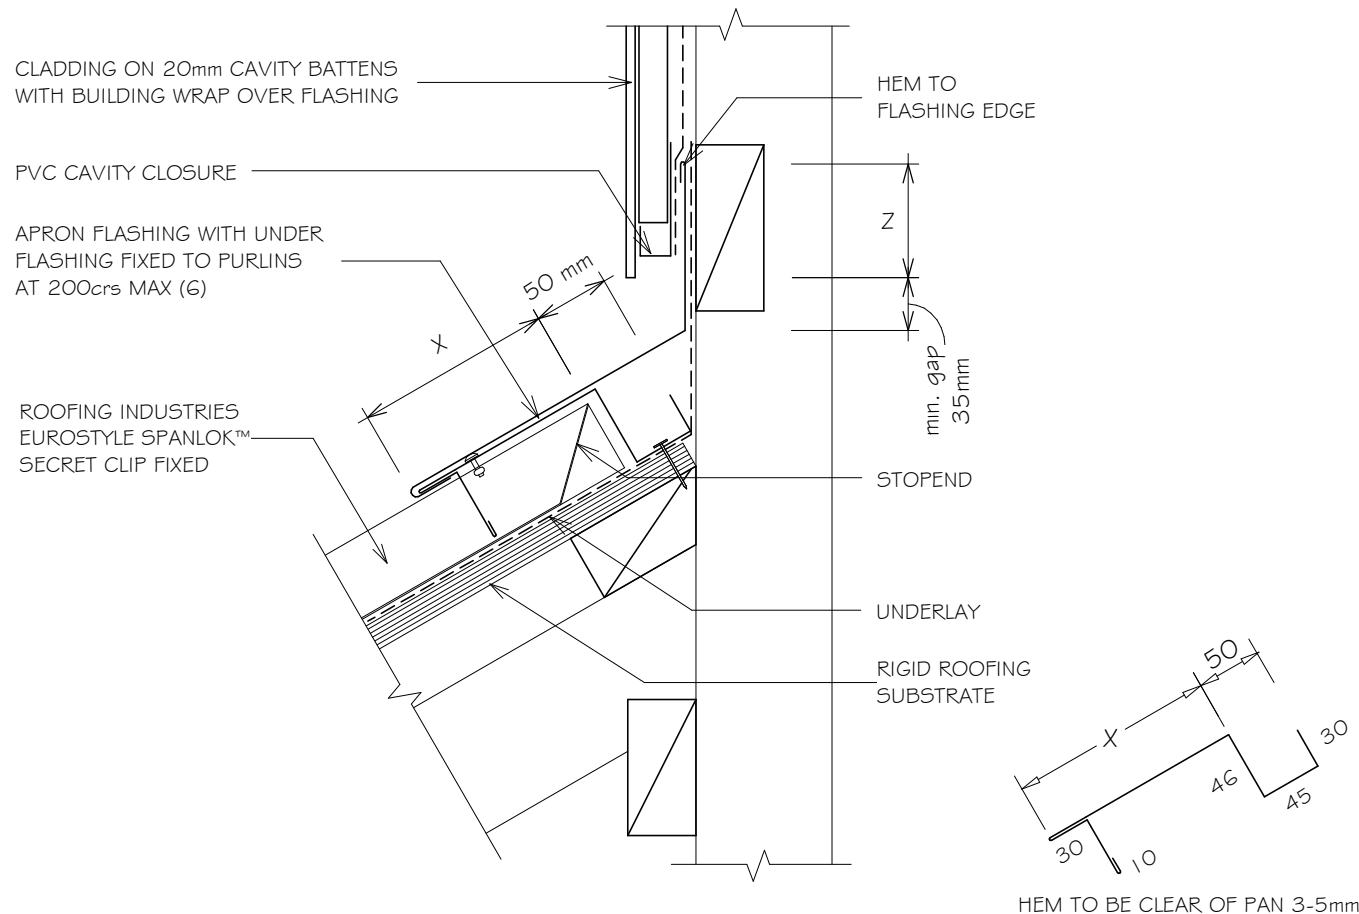 CLADDING ON 20mm CAVITY BATTENS
WITH BUILDING WRAP OVER FLASHING
PVC CAVITY CLOSURE
APRON FLASHING WITH UNDER
FLASHING FIXED TO PURLINS
AT 200crs MAX (6)
ROOFING INDUSTRIES
EUROSTYLE SPANLOK™
SECRET CLIP FIXED
X
50 mm
HEM TO
FLASHING EDGE
Z
min. gap
35mm
STOPEND
UNDERLAY
RIGID ROOFING
SUBSTRATE
X
50
30
46
45
30
10
HEM TO BE CLEAR OF PAN 3-5mm